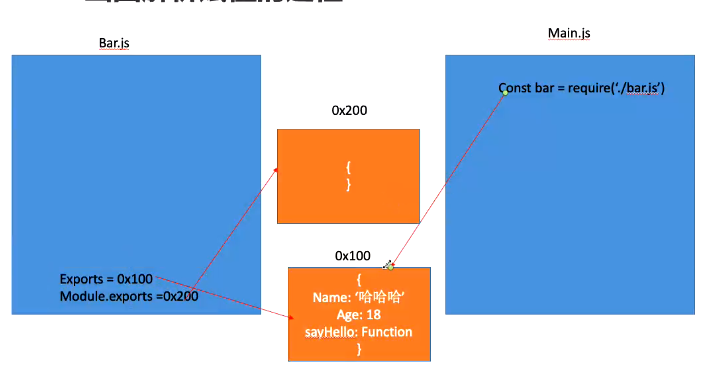 Bar.js
Main.js
Const bar = require('./bar.js')
0x200
{
}
0x100
Exports = 0x100
Module.exports =0x200
{
Name: '哈哈哈'
Age: 18
sayHello: Function
}